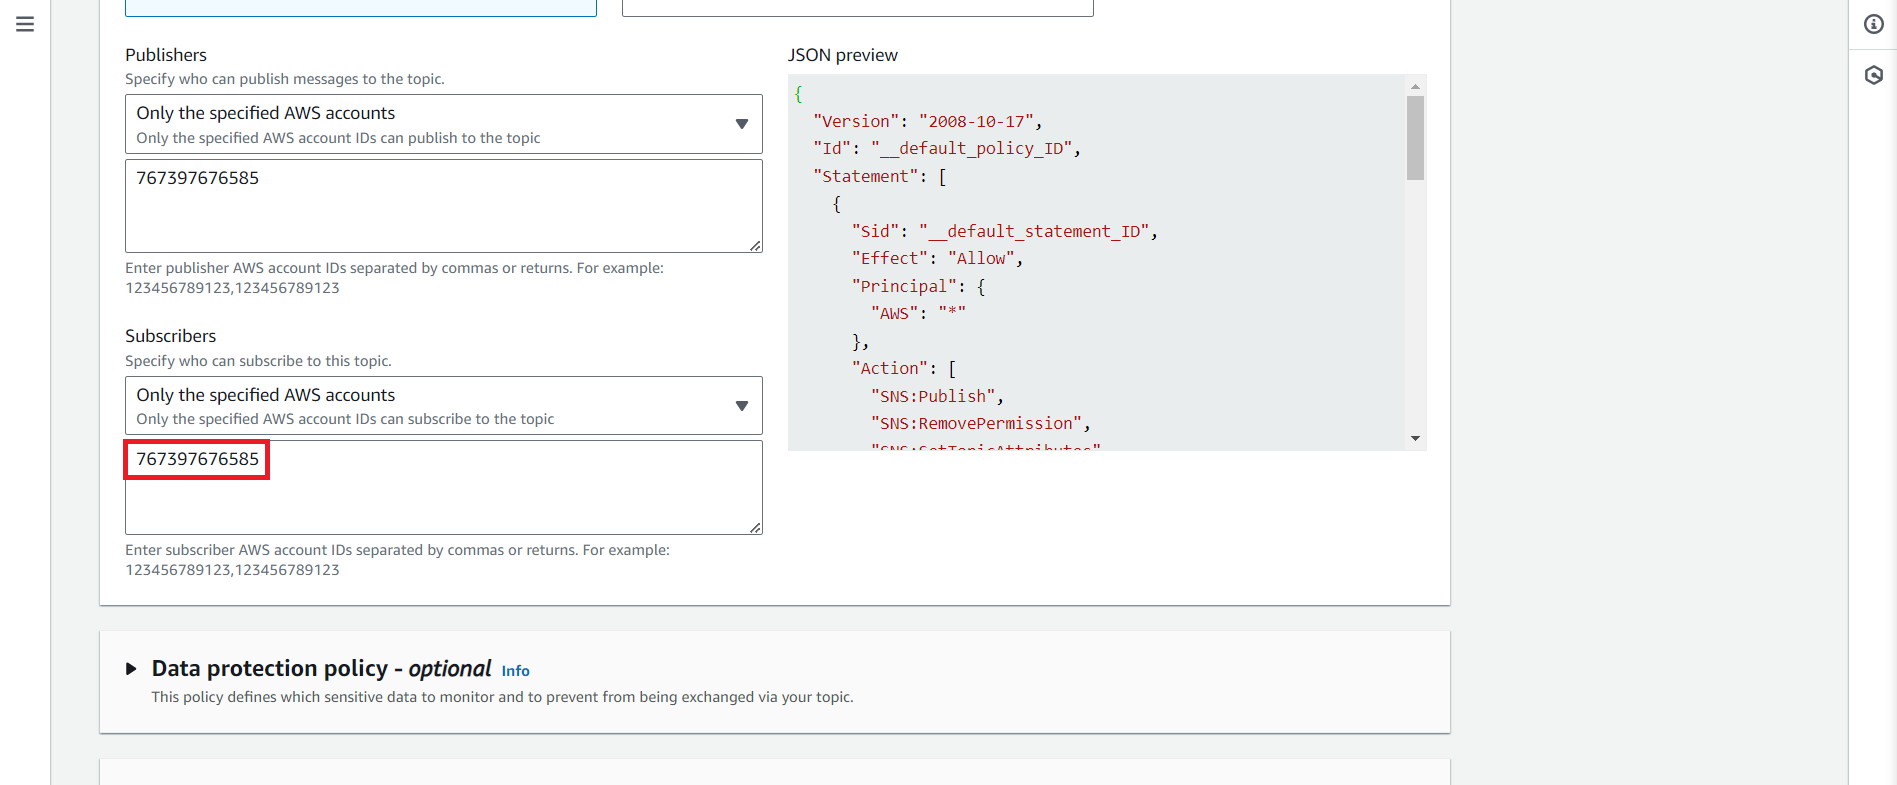 Publishers
Specify who can publish messages to the topic.
Only the specified AWS accounts
Only the specified AWS account IDs can publish to the topic
767397676585
Enter publisher AWS account IDs separated by commas or returns. For example:
123456789123,123456789123
Subscribers
Specify who can subscribe to this topic.
Only the specified AWS accounts
Only the specified AWS account IDs can subscribe to the topic
767397676585
Enter subscriber AWS account IDs separated by commas or returns. For example:
123456789123,123456789123
JSON preview
{
"Version": "2008-10-17",
"Id": "__default_policy_ID",
"Statement": [
{
"Sid": "__default_statement_ID",
"Effect": "Allow",
"Principal": {
"AWS": "*"
},
"Action": [
"SNS:Publish",
"SNS:RemovePermission",
"SNS:SetTopicAttributes"
Data protection policy - optional Info
This policy defines which sensitive data to monitor and to prevent from being exchanged via your topic.